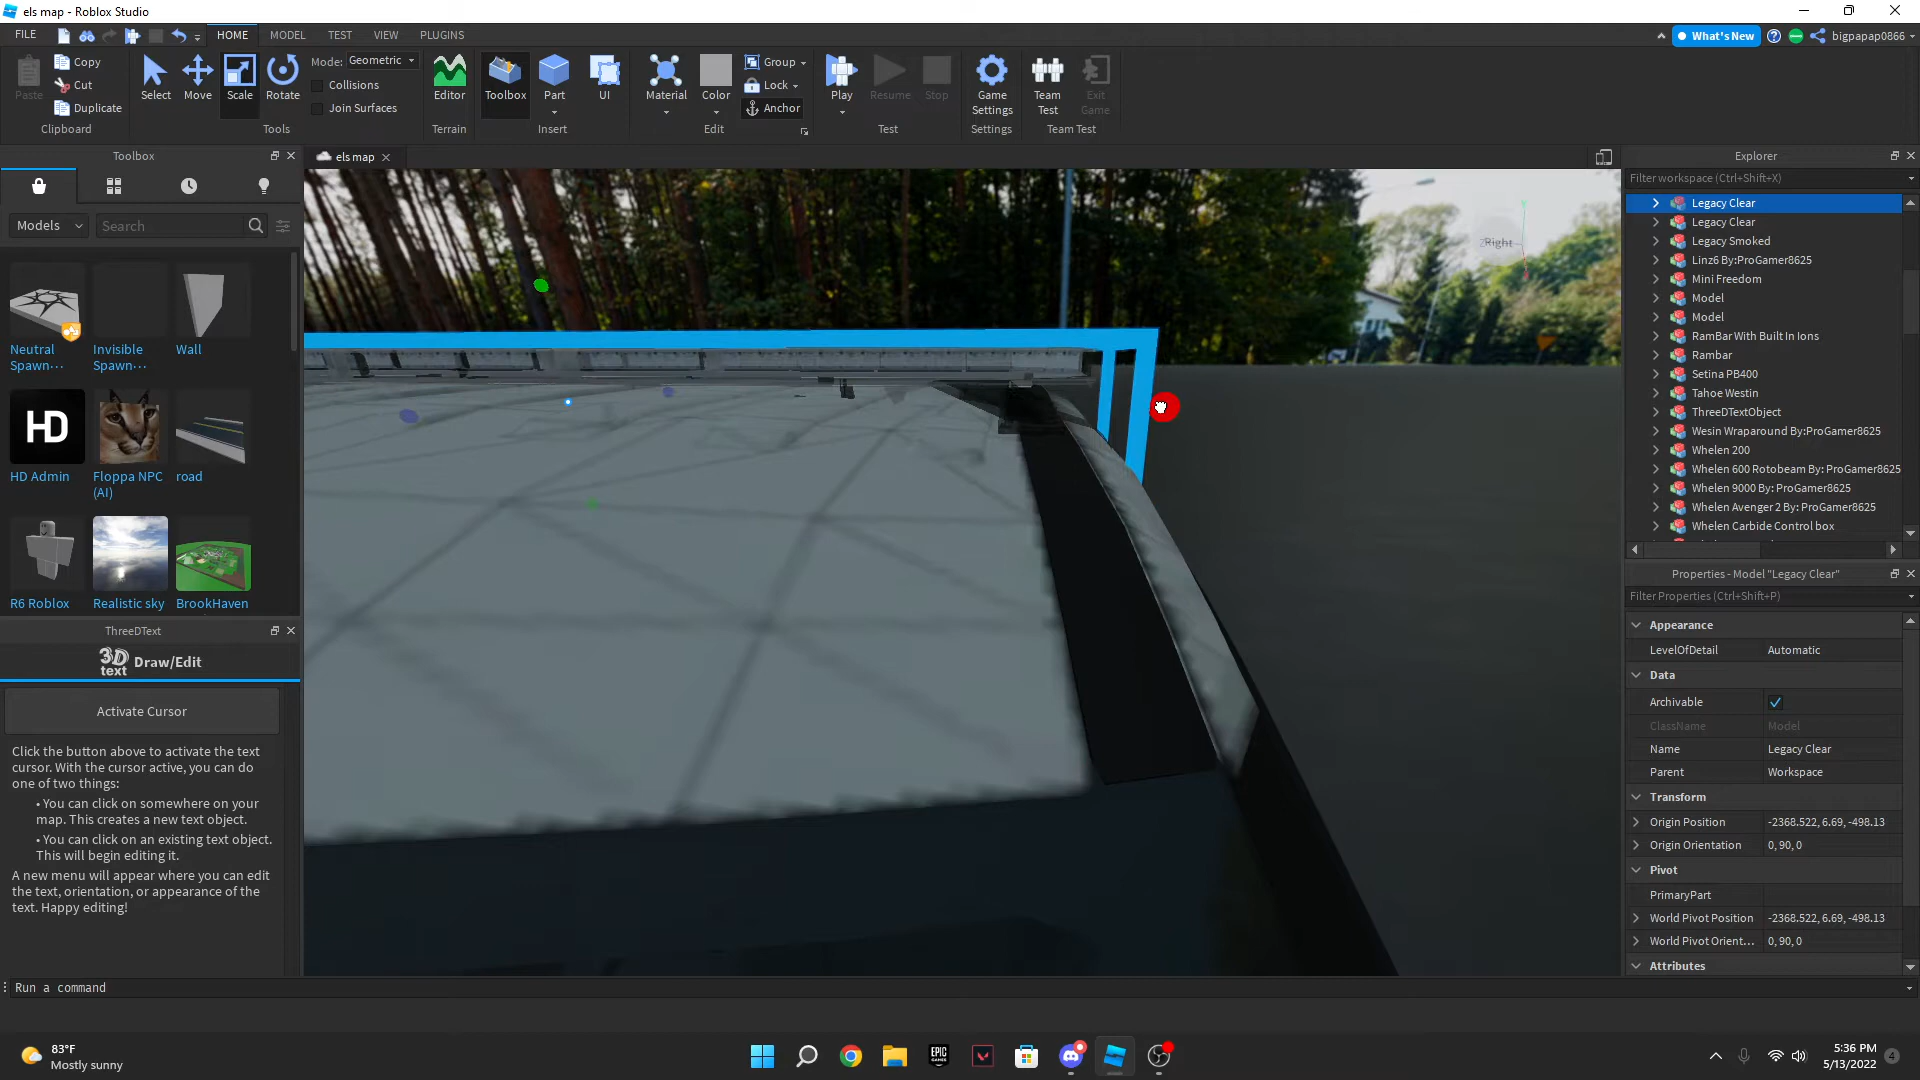 els map - Roblox Studio
FILE
HOME
MODEL
TEST
VIEW
PLUGINS
What's New
bigpapap0866
Paste
Copy
Cut
Duplicate
Clipboard
Select
Move
Scale
Rotate
Mode: Geometric
Collisions
Join Surfaces
Tools
Editor
Terrain
Toolbox
Part
UI
Insert
Material
Color
Group
Lock
Anchor
Edit
Play
Resume
Stop
Test
Game
Settings
Settings
Team
Test
Exit
Game
Team Test
Toolbox
Models
Search
Neutral
Spawn···
Invisible
Spawn···
Wall
HD
HD Admin
Floppa NPC
(AI)
road
R6 Roblox
Realistic sky
BrookHaven
ThreeDText
3D
text
Draw/Edit
Activate Cursor
Click the button above to activate the text
cursor. With the cursor active, you can do
one of two things:
• You can click on somewhere on your
map. This creates a new text object.
• You can click on an existing text object.
This will begin editing it.
A new menu will appear where you can edit
the text, orientation, or appearance of the
text. Happy editing!
els map
Right
Explorer
Filter workspace (Ctrl+Shift+X)
Legacy Clear
Legacy Clear
Legacy Smoked
Linz6 By:ProGamer8625
Mini Freedom
Model
Model
RamBar With Built In Ions
Rambar
Setina PB400
Tahoe Westin
ThreeDTextObject
Wesin Wraparound By:ProGamer8625
Whelen 200
Whelen 600 Rotobeam By: ProGamer8625
Whelen 9000 By: ProGamer8625
Whelen Avenger 2 By: ProGamer8625
Whelen Carbide Control box
Properties - Model "Legacy Clear"
Filter Properties (Ctrl+Shift+P)
Appearance
LevelOfDetail Automatic
Data
Archivable
ClassName Model
Name Legacy Clear
Parent Workspace
Transform
Origin Position -2368.522, 6.69, -498.13
Origin Orientation 0, 90, 0
Pivot
PrimaryPart
World Pivot Position -2368.522, 6.69, -498.13
World Pivot Orient... 0, 90, 0
Attributes
Run a command
83°F
Mostly sunny
EPIC
GAMES
5:36 PM
5/13/2022
4